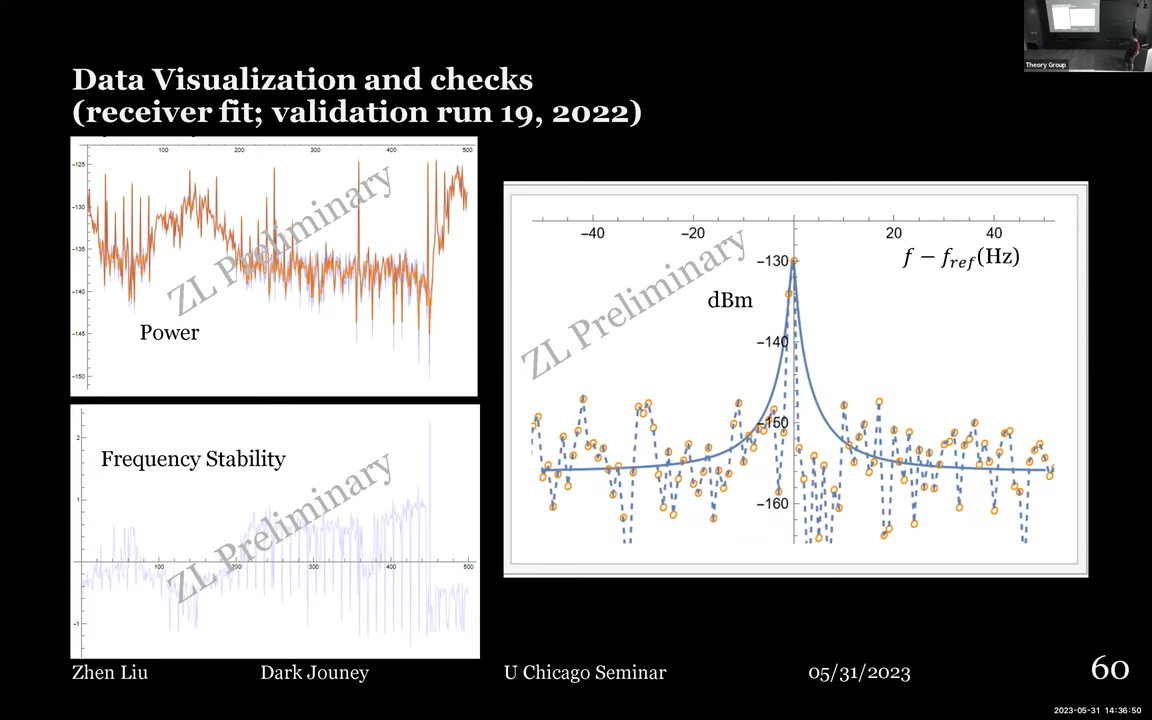 Theory Group
Data Visualization and checks
(receiver fit; validation run 19, 2022)
100 200 300 400 500
−125
−130
−135
−140
−145
−150
ZL Preliminary
Power
2
1
−1
100 200 300 400 500
Frequency Stability
ZL Preliminary
−40 −20 20 40
f − f_ref(Hz)
−130
dBm
−140
−150
−160
ZL Preliminary
Zhen Liu Dark Jouney U Chicago Seminar 05/31/2023 60
2023-05-31 14:36:50